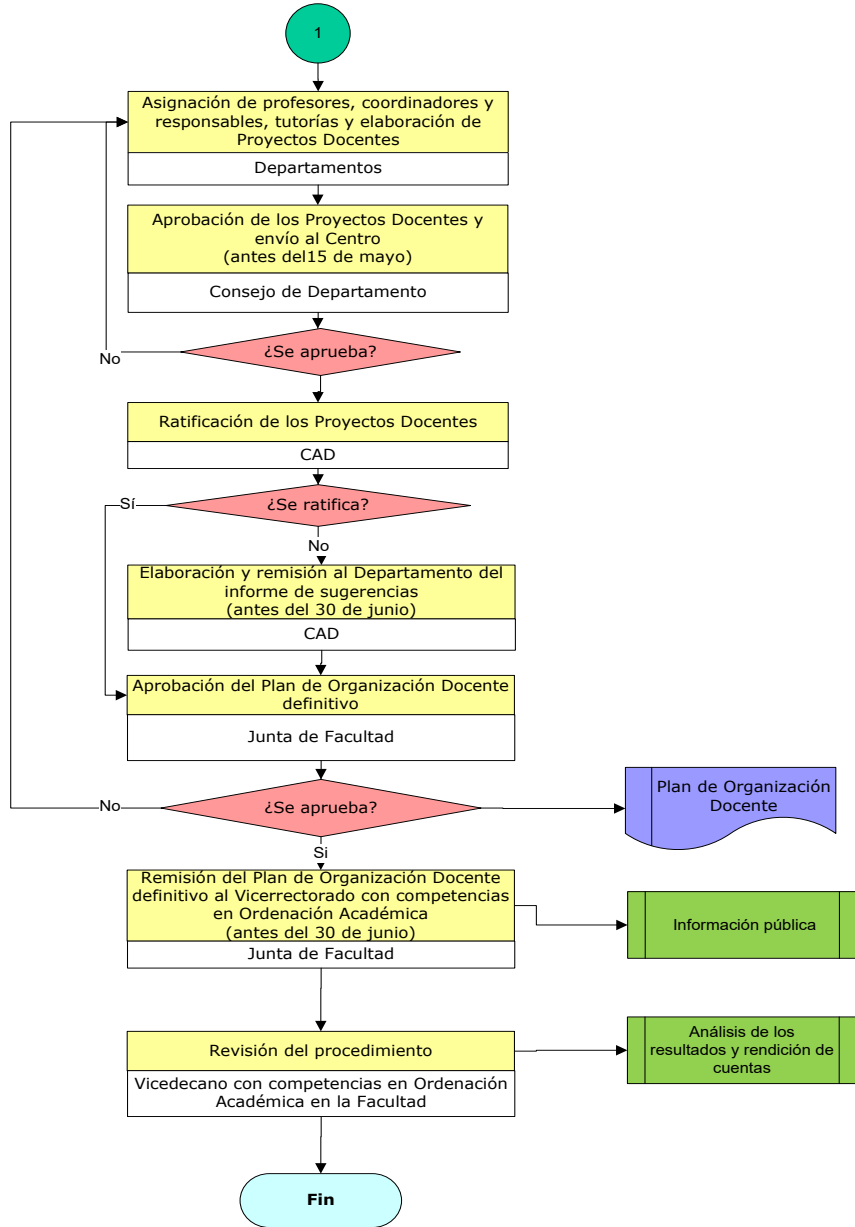 1
Asignación de profesores, coordinadores y
responsables, tutorías y elaboración de
Proyectos Docentes
Departamentos
Aprobación de los Proyectos Docentes y
envío al Centro
(antes del15 de mayo)
Consejo de Departamento
No
¿Se aprueba?
Ratificación de los Proyectos Docentes
CAD
Sí
¿Se ratifica?
No
Elaboración y remisión al Departamento del
informe de sugerencias
(antes del 30 de junio)
CAD
Aprobación del Plan de Organización Docente
definitivo
Junta de Facultad
No
¿Se aprueba?
Plan de Organización
Docente
Si
Remisión del Plan de Organización Docente
definitivo al Vicerrectorado con competencias
en Ordenación Académica
(antes del 30 de junio)
Junta de Facultad
Información pública
Revisión del procedimiento
Vicedecano con competencias en Ordenación
Académica en la Facultad
Análisis de los
resultados y rendición de
cuentas
Fin